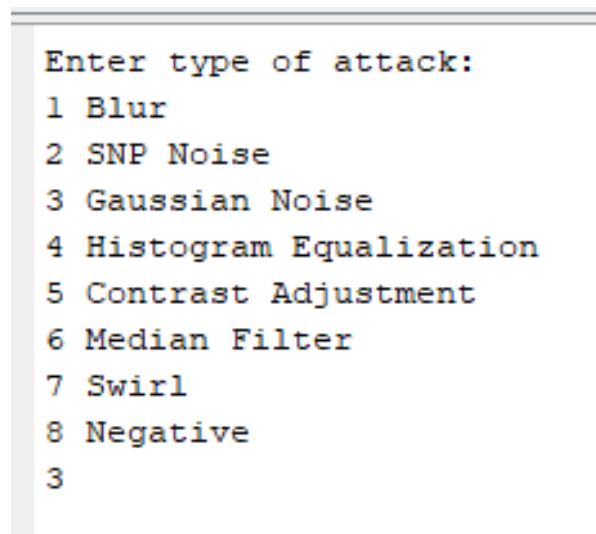 Enter type of attack:
1 Blur
2 SNP Noise
3 Gaussian Noise
4 Histogram Equalization
5 Contrast Adjustment
6 Median Filter
7 Swirl
8 Negative
3